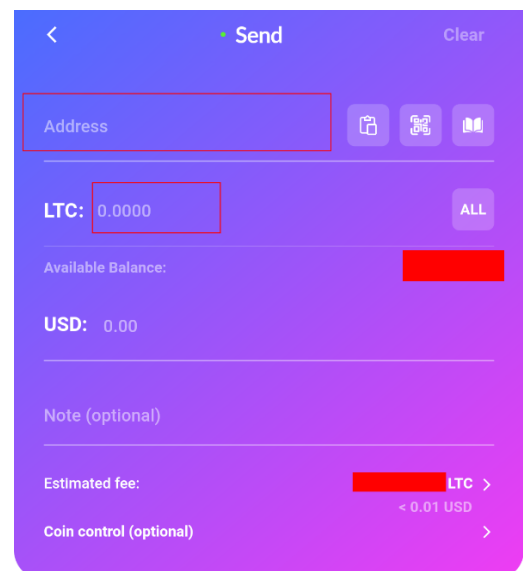 Send Clear
Address
LTC: 0.0000 ALL
Available Balance:
USD: 0.00
Note (optional)
Estimated fee: LTC
< 0.01 USD
Coin control (optional)